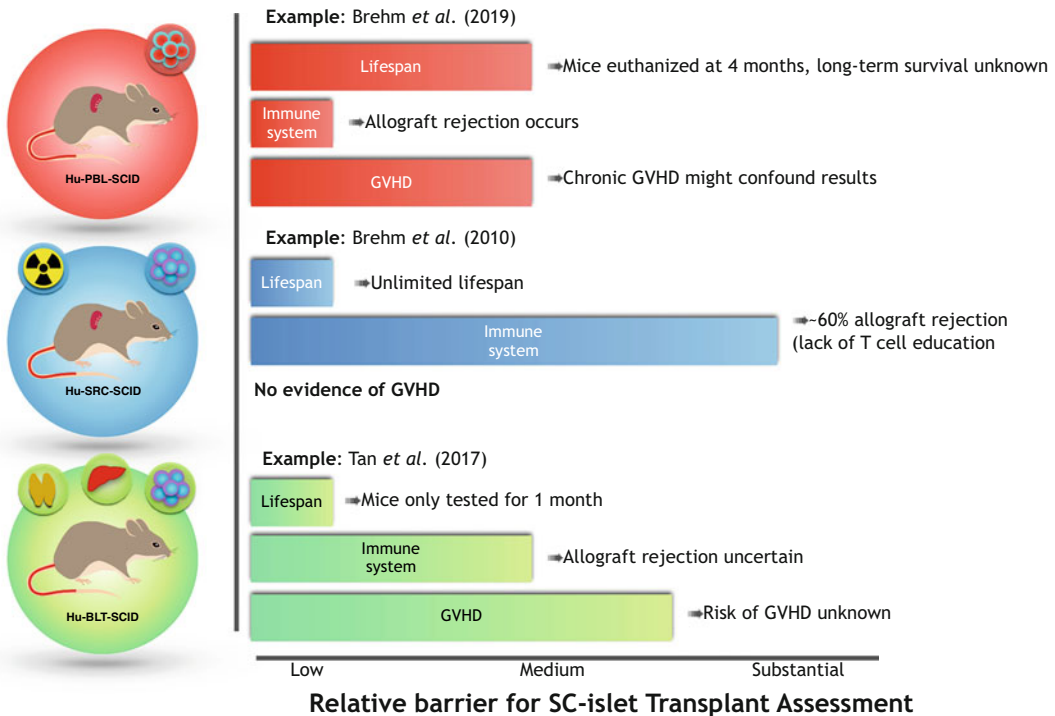 Example: Brehm et al. (2019)
Lifespan
Mice euthanized at 4 months, long-term survival unknown
Immune
system
Allograft rejection occurs
Hu-PBL-SCID
GVHD
Chronic GVHD might confound results
Example: Brehm et al. (2010)
Lifespan
Unlimited lifespan
Immune
system
~60% allograft rejection
(lack of T cell education
Hu-SRC-SCID
No evidence of GVHD
Example: Tan et al. (2017)
Lifespan
Mice only tested for 1 month
Immune
system
Allograft rejection uncertain
Hu-BLT-SCID
GVHD
Risk of GVHD unknown
Low Medium Substantial
Relative barrier for SC-islet Transplant Assessment